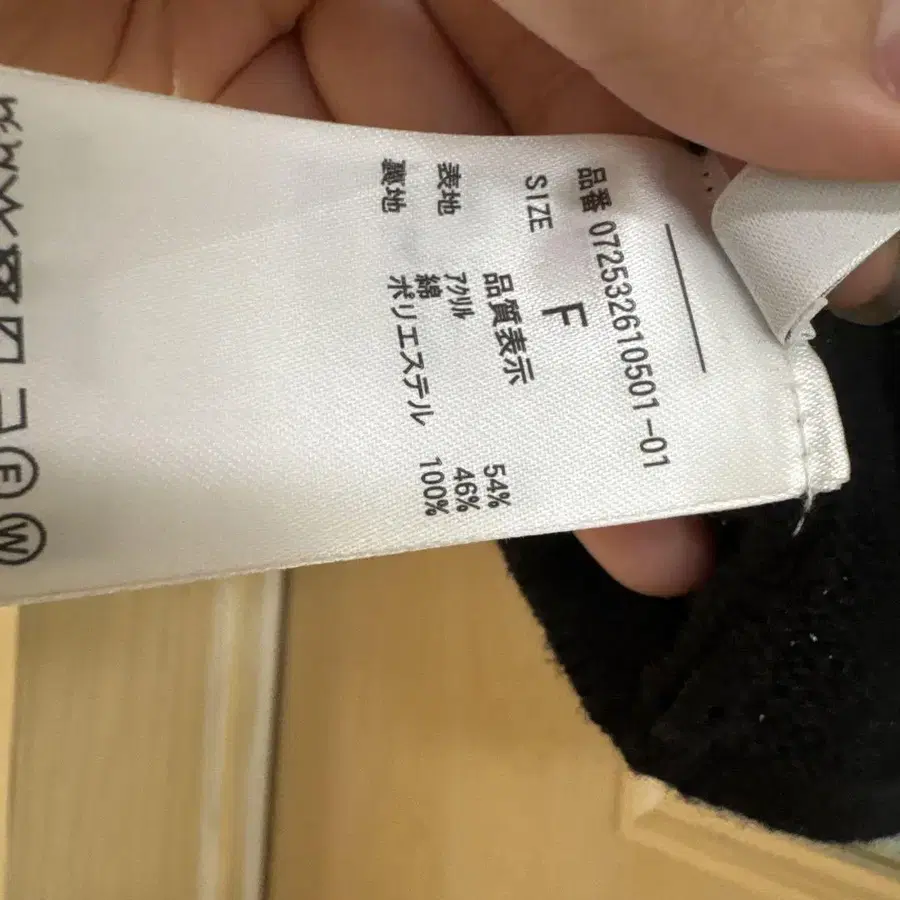 品番 072532610501-01
SIZE F
品質表示
表地 ｱｸﾘﾙ 54%
綿 46%
裏地 ポリエステル 100%
F
W